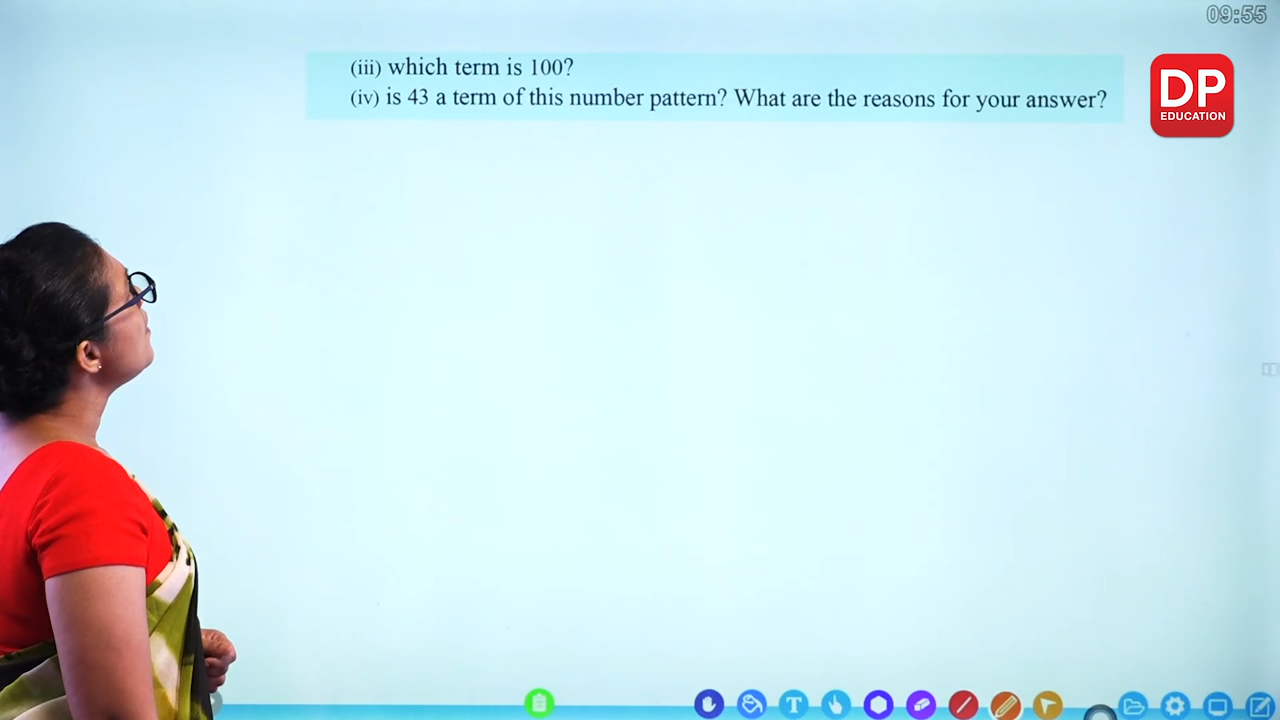 09:55
(iii) which term is 100?
(iv) is 43 a term of this number pattern? What are the reasons for your answer?
DP
EDUCATION
T